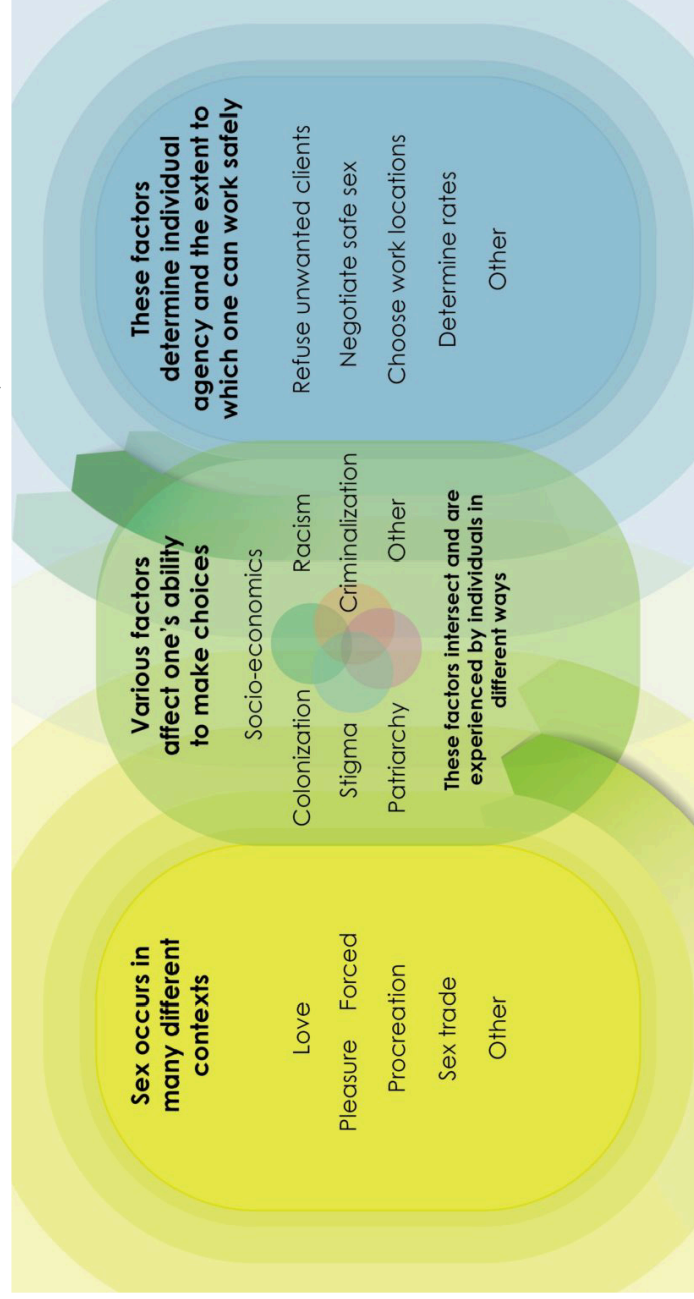 Sex occurs in
many different
contexts
Love
Pleasure Forced
Procreation
Sex trade
Other
Various factors
affect one’s ability
to make choices
Socio-economics
Colonization Racism
Stigma Criminalization
Patriarchy Other
These factors intersect and are
experienced by individuals in
different ways
These factors
determine individual
agency and the extent to
which one can work safely
Refuse unwanted clients
Negotiate safe sex
Choose work locations
Determine rates
Other